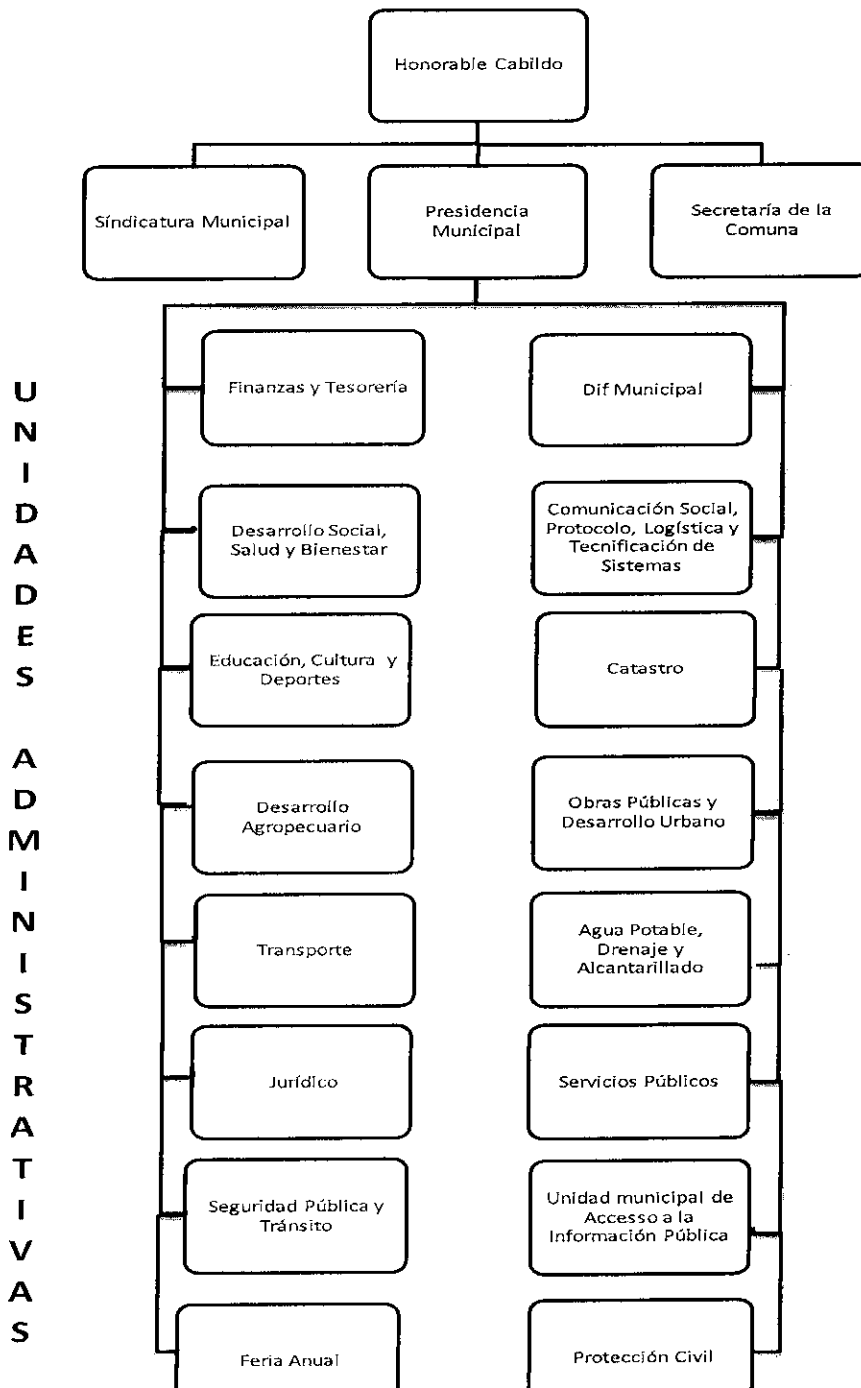 Honorable Cabildo
Síndicatura Municipal
Presidencia
Municipal
Secretaría de la
Comuna
UNIDADES ADMINISTRATIVAS
Finanzas y Tesorería
Dif Municipal
Desarrollo Social,
Salud y Bienestar
Comunicación Social,
Protocolo, Logística y
Tecnificación de
Sistemas
Educación, Cultura y
Deportes
Catastro
Desarrollo
Agropecuario
Obras Públicas y
Desarrollo Urbano
Transporte
Agua Potable,
Drenaje y
Alcantarillado
Jurídico
Servicios Públicos
Seguridad Pública y
Tránsito
Unidad municipal de
Accesso a la
Información Pública
Feria Anual
Protección Civil